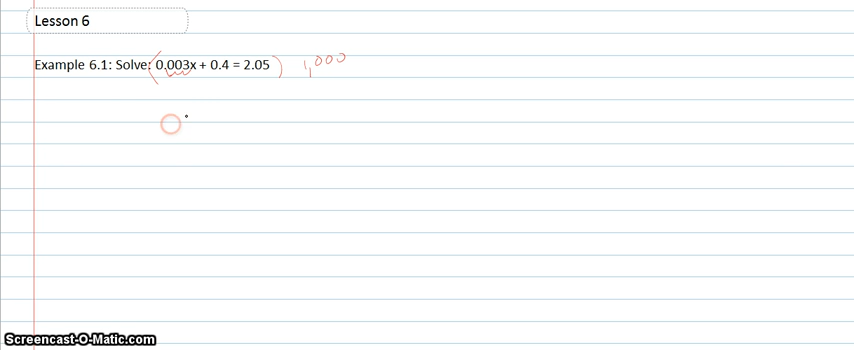 Lesson 6
Example 6.1: Solve: (0.003x + 0.4 = 2.05) 1,000
Screencast-O-Matic.com